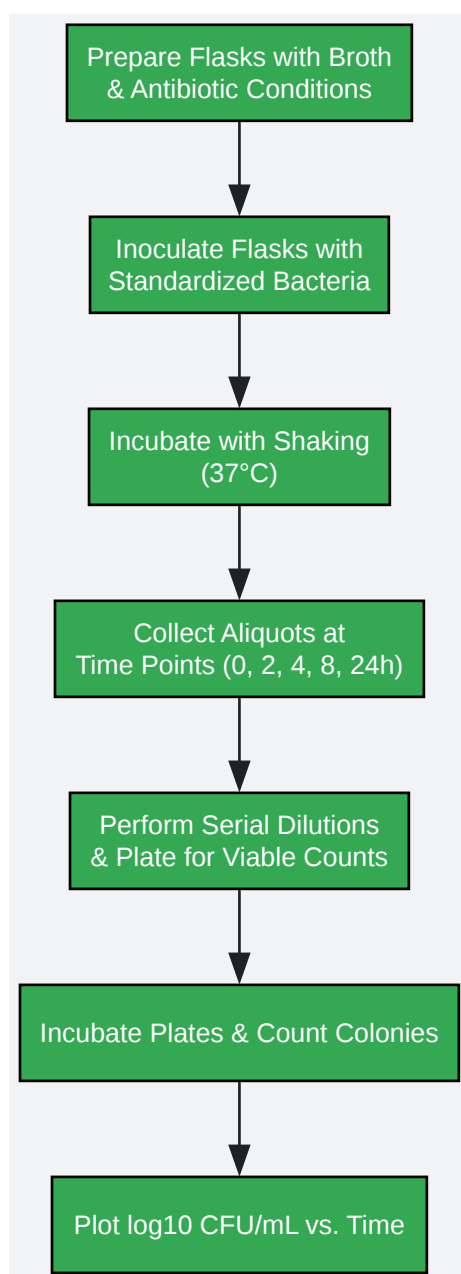 Prepare Flasks with Broth
& Antibiotic Conditions
Inoculate Flasks with
Standardized Bacteria
Incubate with Shaking
(37°C)
Collect Aliquots at
Time Points (0, 2, 4, 8, 24h)
Perform Serial Dilutions
& Plate for Viable Counts
Incubate Plates & Count Colonies
Plot log10 CFU/mL vs. Time